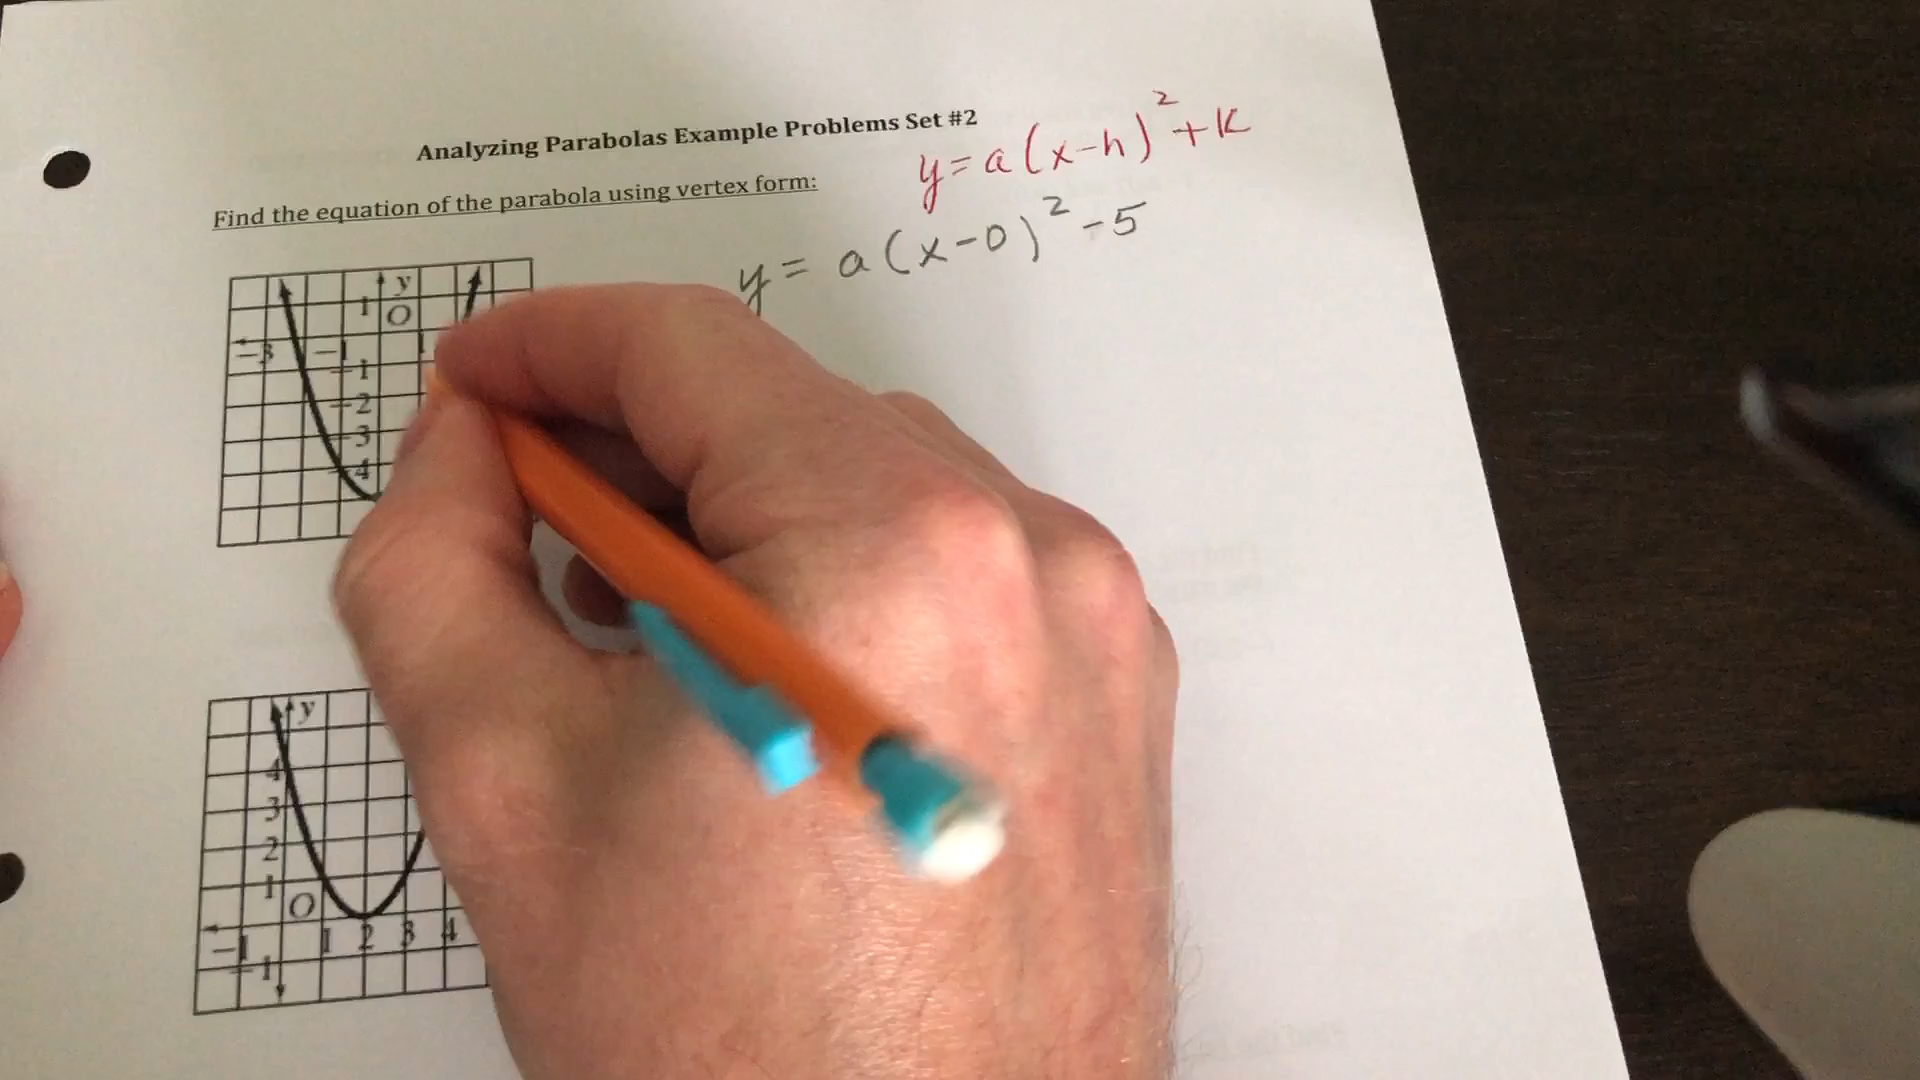 Analyzing Parabolas Example Problems Set #2
y = a(x-h)²+k
Find the equation of the parabola using vertex form:
y = a(x-0)²-5
y
1
O
-3 -1 1
-1
-2
-3
-4
y
4
3
2
1
O
-1 1 2 3 4
-1